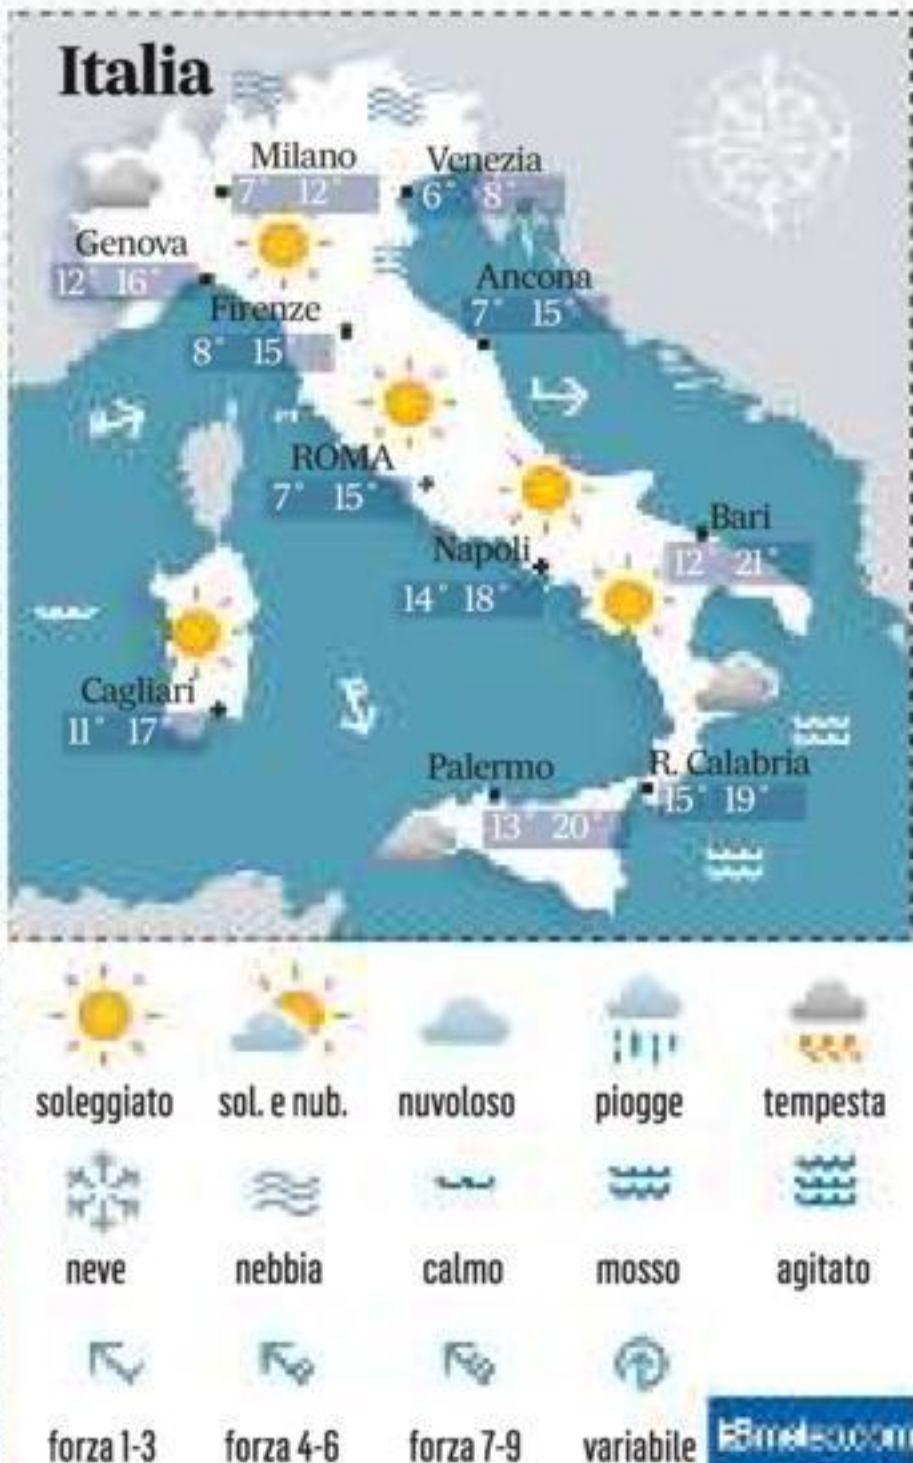 Italia
Milano
7° 12°
Venezia
6° 8°
Genova
12° 16°
Ancona
7° 15°
Firenze
8° 15
ROMA
7° 15°
Bari
12° 21°
Napoli
14° 18°
Cagliari
11° 17°
Palermo
13° 20°
R. Calabria
15° 19°
soleggiato sol. e nub. nuvoloso piogge tempesta
neve nebbia calmo mosso agitato
forza 1-3 forza 4-6 forza 7-9 variabile